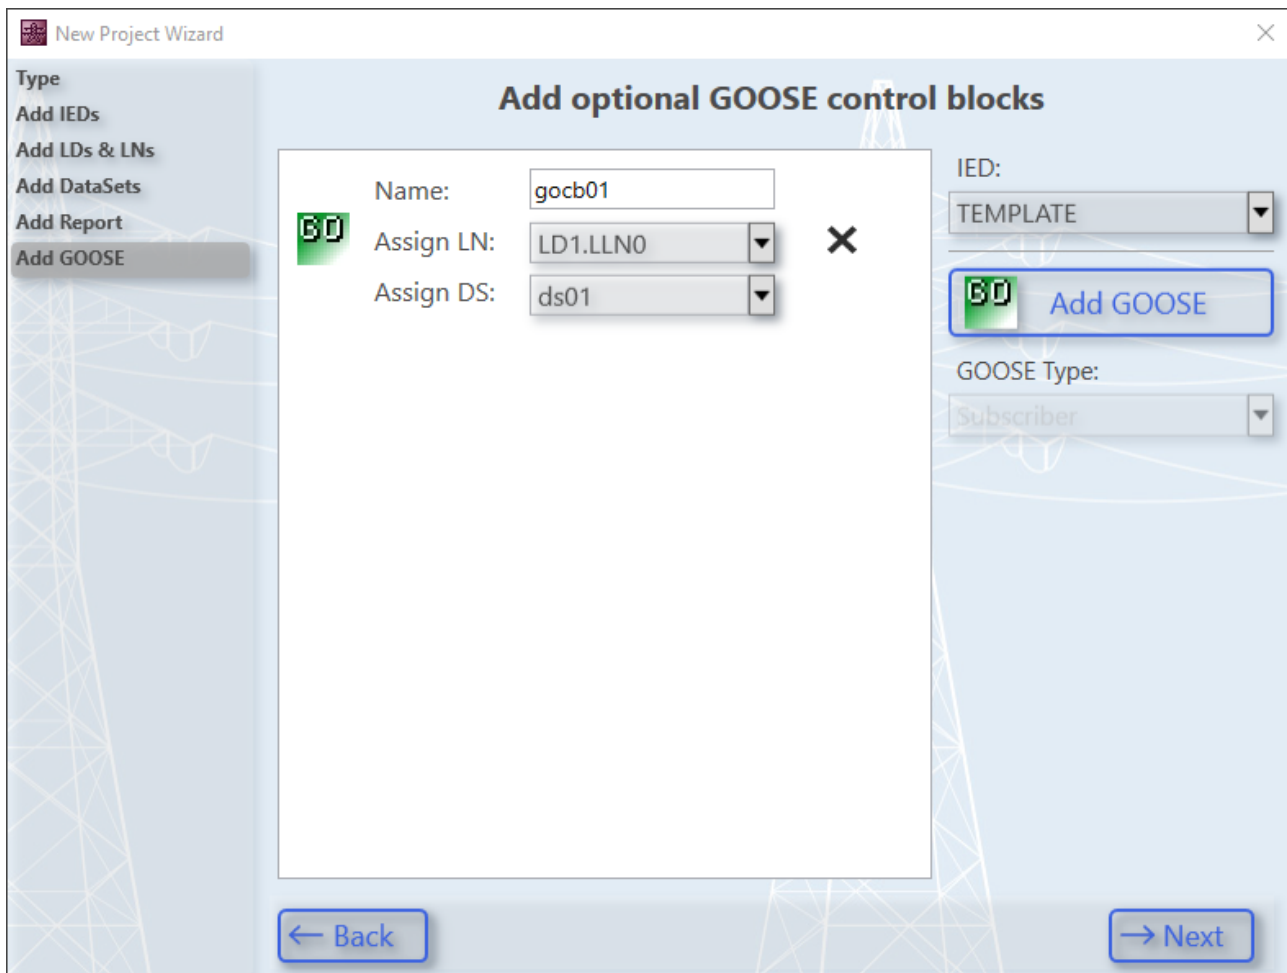 New Project Wizard
Type
Add IEDs
Add LDs & LNs
Add DataSets
Add Report
Add GOOSE
Add optional GOOSE control blocks
Name: gocb01
GO
Assign LN: LD1.LLN0
Assign DS: ds01
IED:
TEMPLATE
GO Add GOOSE
GOOSE Type:
Subscriber
← Back
→ Next